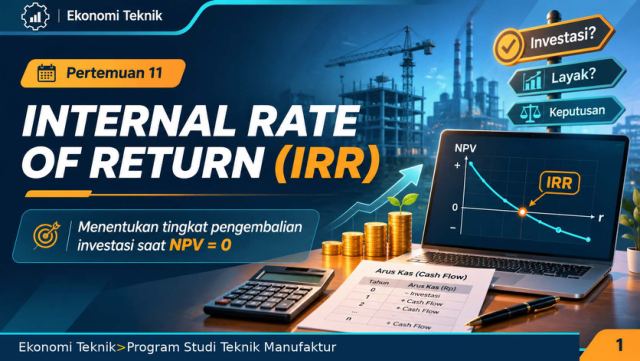 Ekonomi Teknik
Pertemuan 11
INTERNAL RATE
OF RETURN (IRR)
Menentukan tingkat pengembalian
investasi saat NPV = 0
Investasi?
Layak?
Keputusan
NPV
+
IRR
0
r
–
Arus Kas (Cash Flow)
Tahun Arus Kas (Rp)
0 – Investasi
1 + Cash Flow
2 + Cash Flow
... ...
n + Cash Flow
Ekonomi Teknik>Program Studi Teknik Manufaktur
1